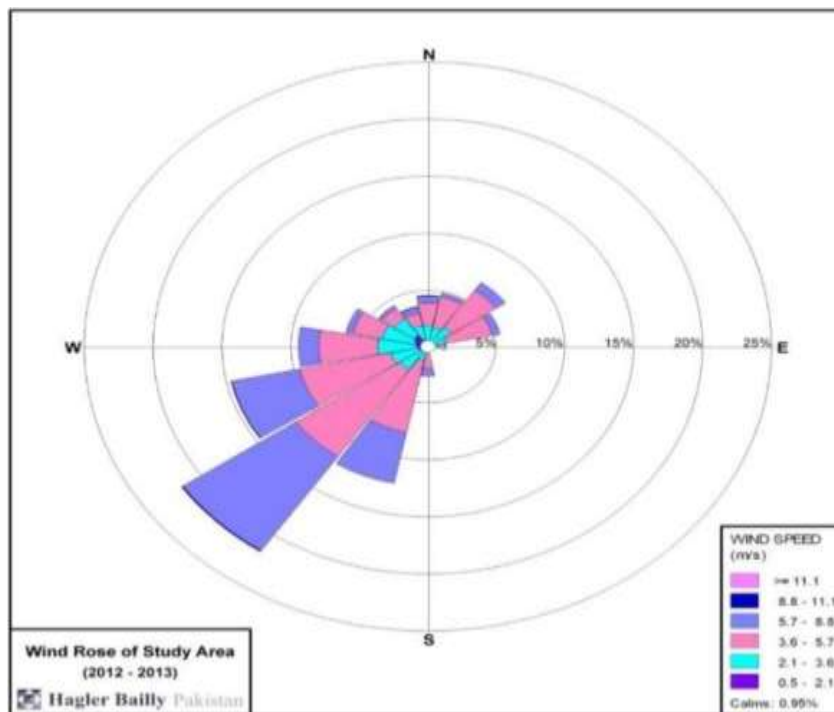 N
W
5%
10%
15%
20%
25%
E
S
WIND SPEED
(m/s)
>= 11.1
8.8 - 11.1
5.7 - 8.8
3.6 - 5.7
2.1 - 3.6
0.5 - 2.1
Calms: 0.95%
Wind Rose of Study Area
(2012 - 2013)
Hagler Bailly Pakistan